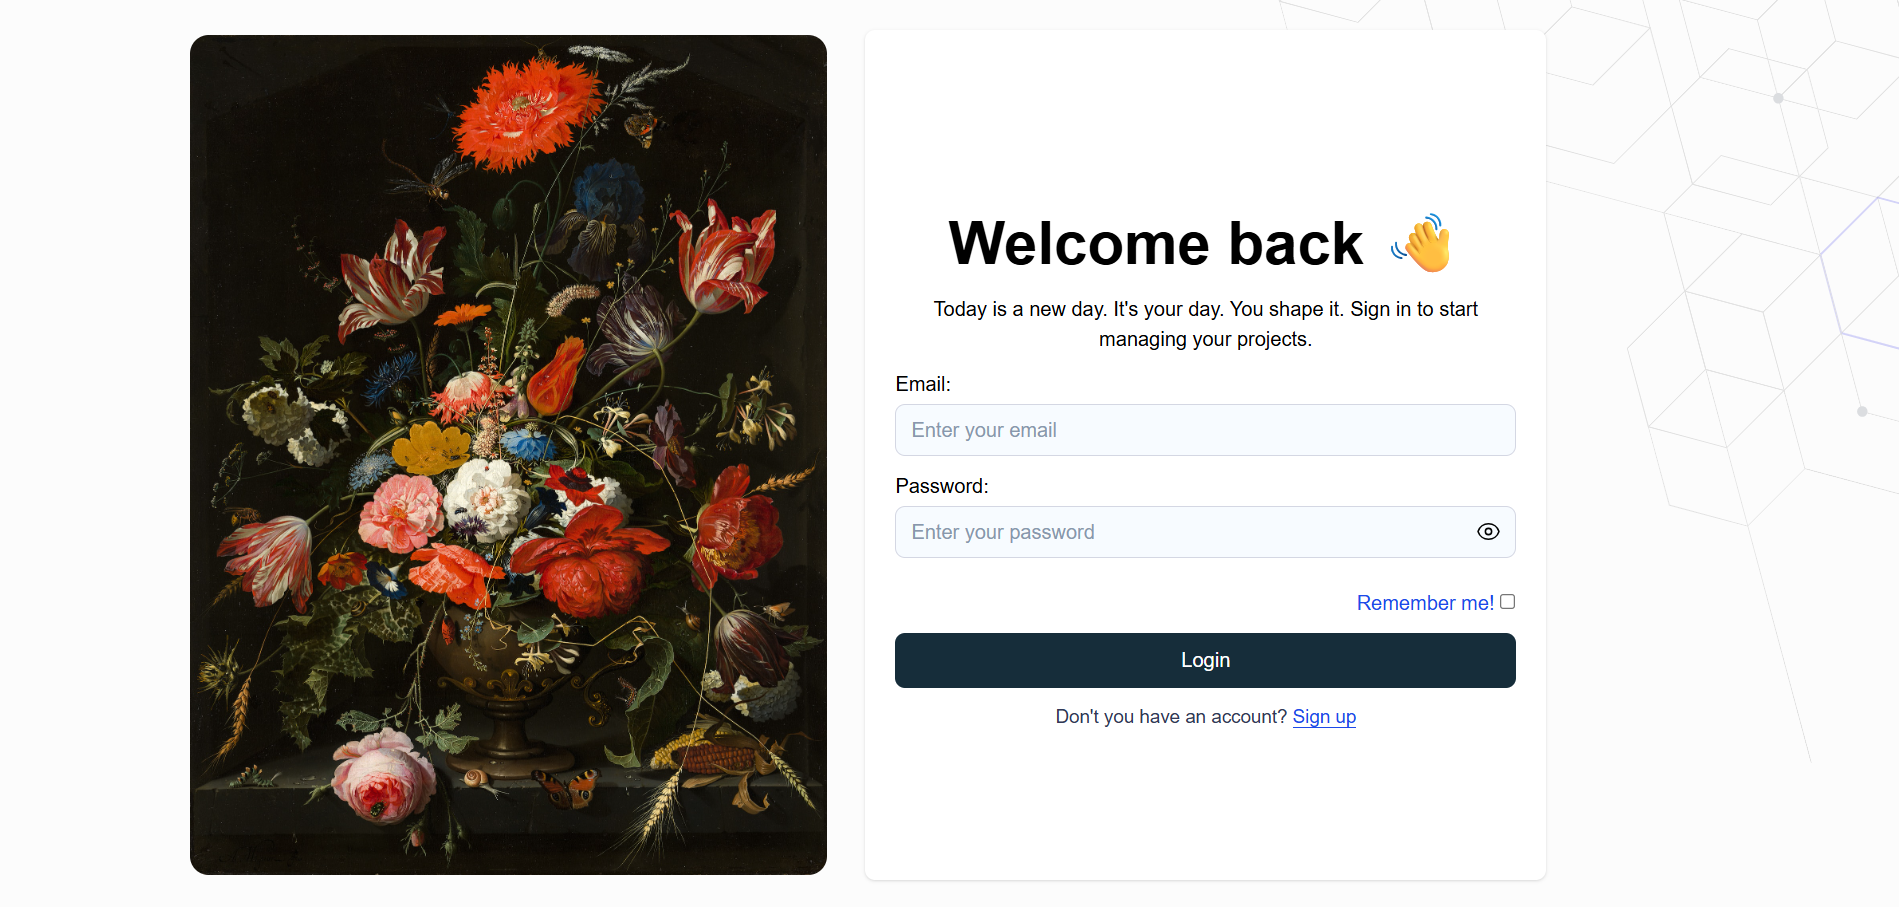 Welcome back 👋
Today is a new day. It's your day. You shape it. Sign in to start
managing your projects.
Email:
Enter your email
Password:
Enter your password
Remember me!
Login
Don't you have an account? Sign up